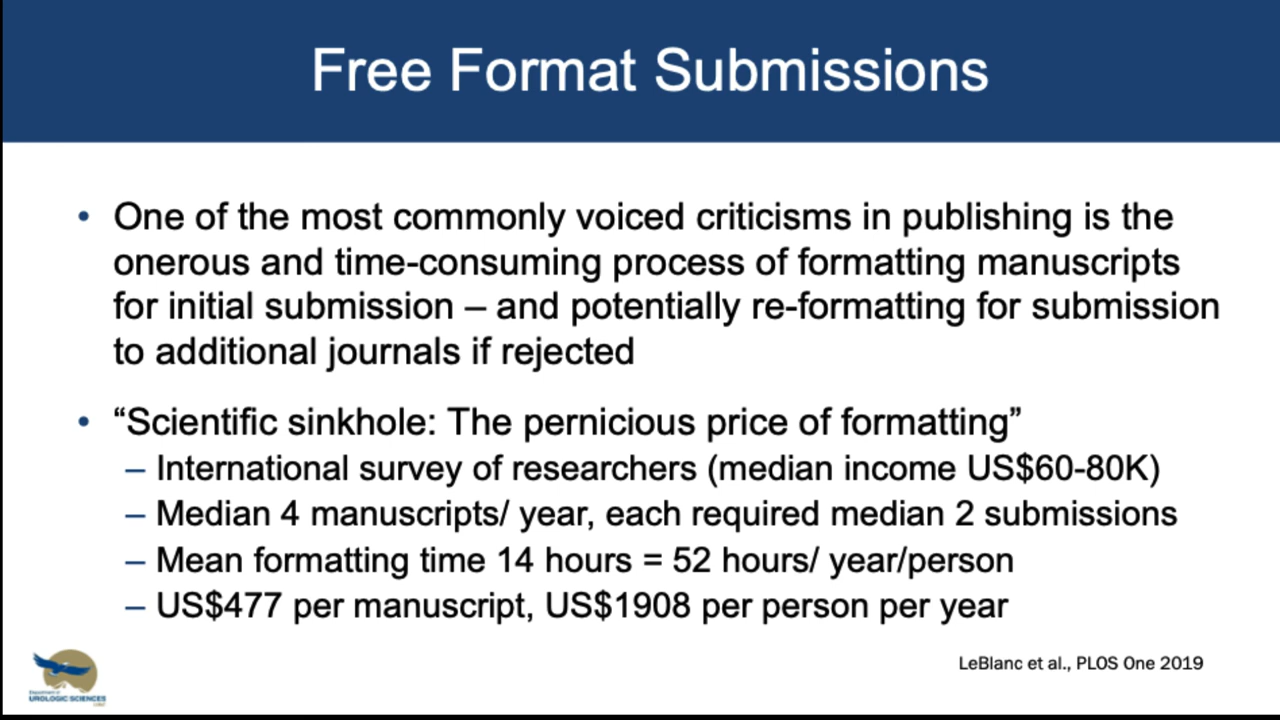 Free Format Submissions
• One of the most commonly voiced criticisms in publishing is the
onerous and time-consuming process of formatting manuscripts
for initial submission – and potentially re-formatting for submission
to additional journals if rejected
• “Scientific sinkhole: The pernicious price of formatting”
– International survey of researchers (median income US$60-80K)
– Median 4 manuscripts/ year, each required median 2 submissions
– Mean formatting time 14 hours = 52 hours/ year/person
– US$477 per manuscript, US$1908 per person per year
LeBlanc et al., PLOS One 2019
Department of
UROLOGIC SCIENCES